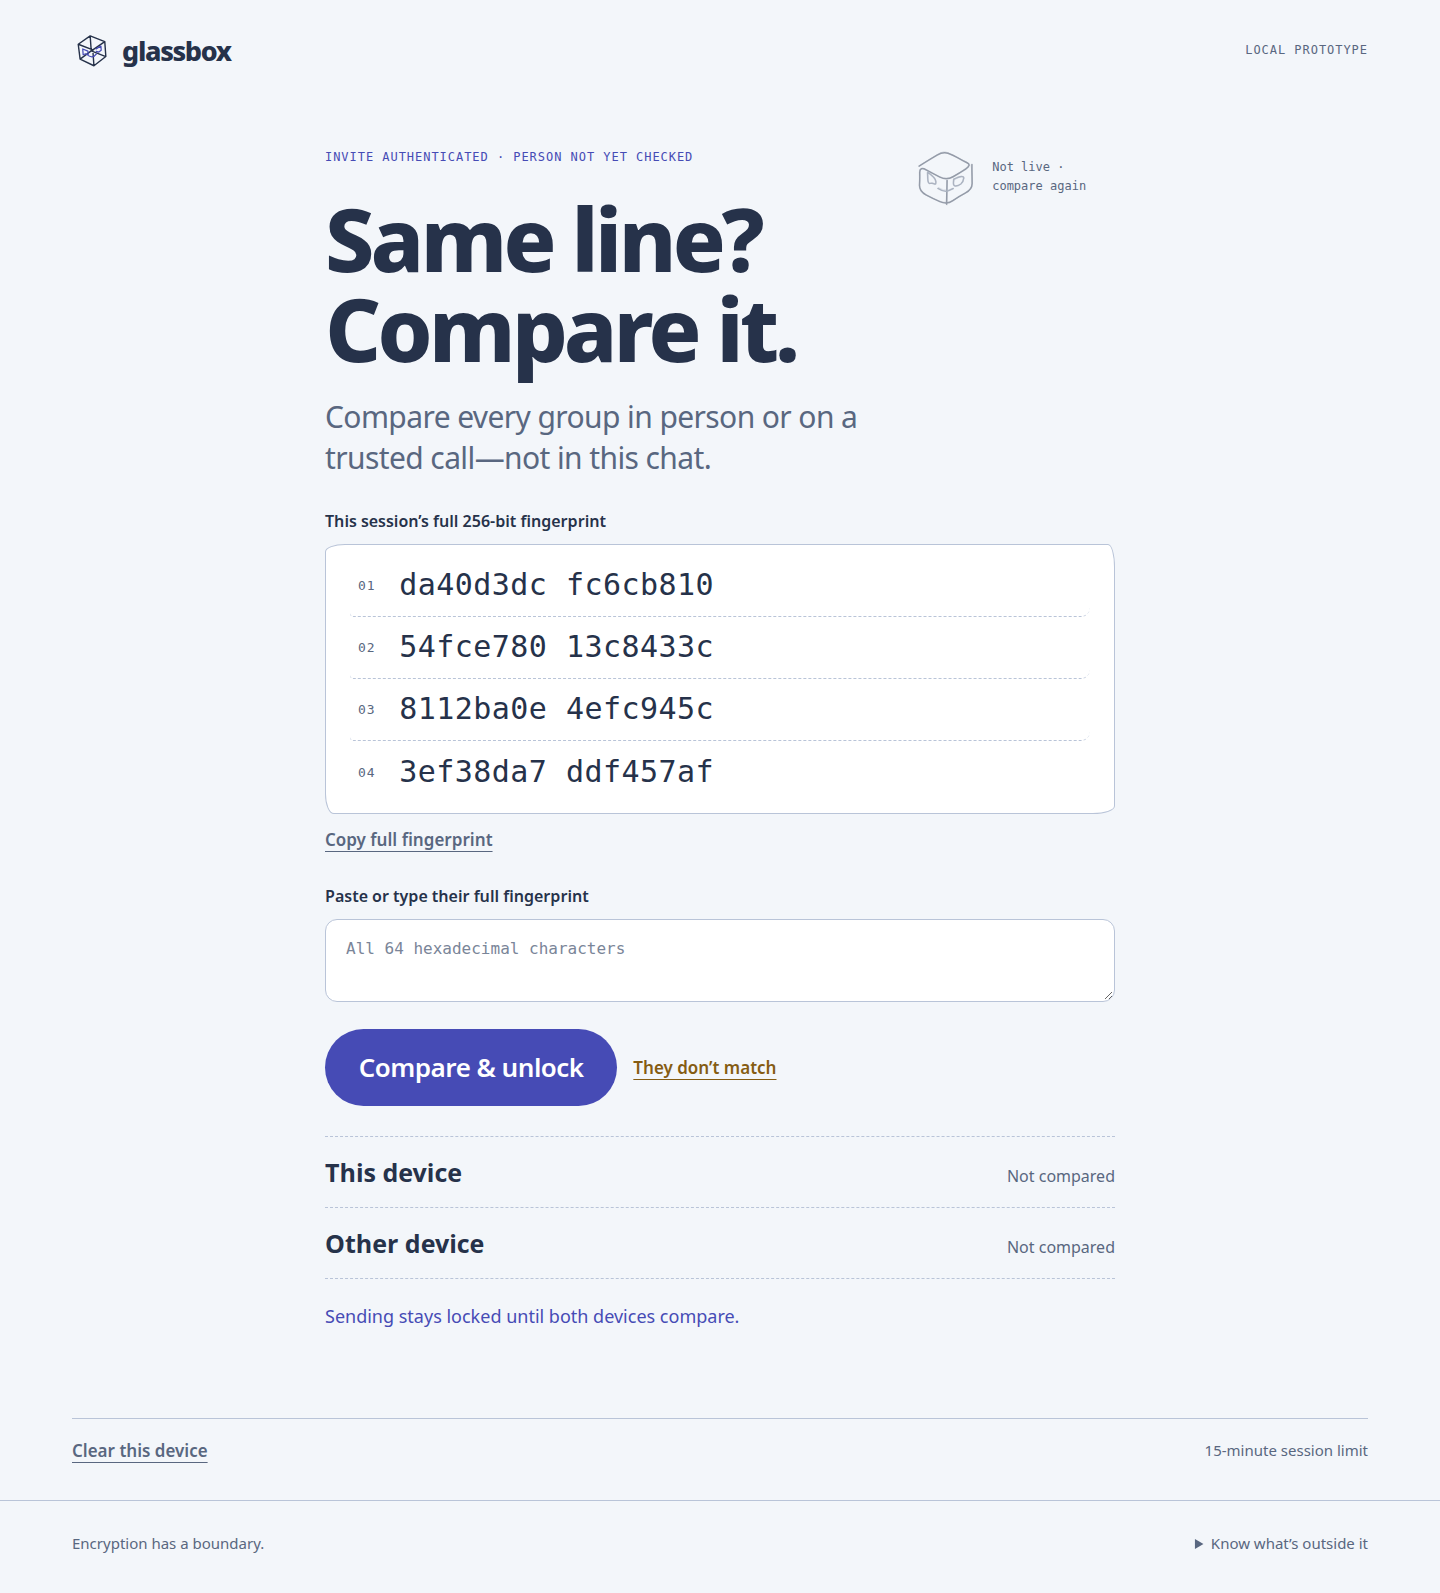 glassbox
LOCAL PROTOTYPE
INVITE AUTHENTICATED · PERSON NOT YET CHECKED
Not live ·
compare again
Same line?
Compare it.
Compare every group in person or on a
trusted call—not in this chat.
This session’s full 256-bit fingerprint
01 da40d3dc fc6cb810
02 54fce780 13c8433c
03 8112ba0e 4efc945c
04 3ef38da7 ddf457af
Copy full fingerprint
Paste or type their full fingerprint
All 64 hexadecimal characters
Compare & unlock
They don’t match
This device
Not compared
Other device
Not compared
Sending stays locked until both devices compare.
Clear this device
15-minute session limit
Encryption has a boundary.
Know what’s outside it